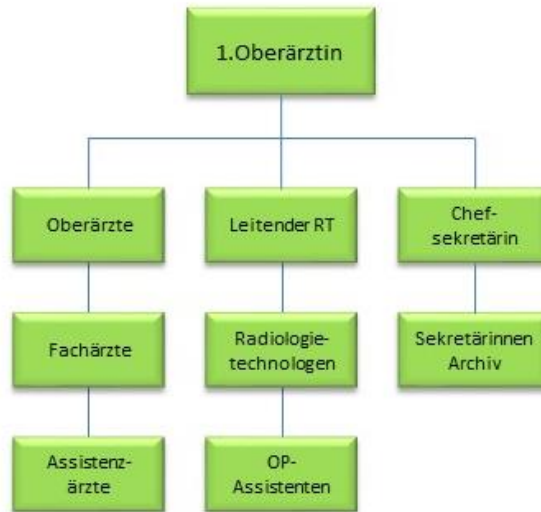 1.Oberärztin
Oberärzte
Leitender RT
Chef-
sekretärin
Fachärzte
Radiologie-
technologen
Sekretärinnen
Archiv
Assistenz-
ärzte
OP-
Assistenten